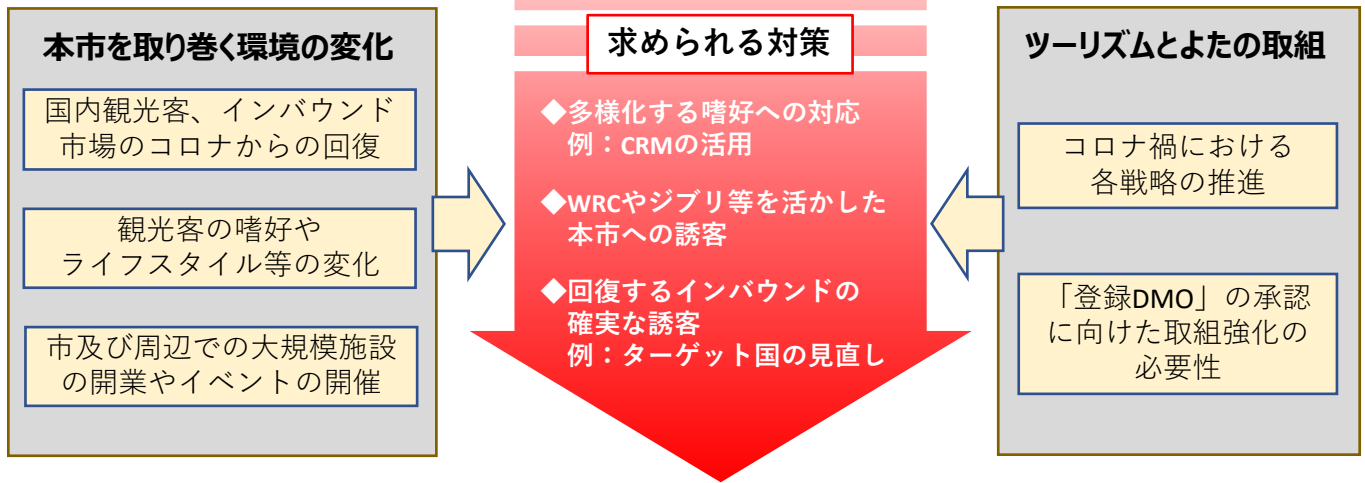 本市を取り巻く環境の変化
国内観光客、インバウンド
市場のコロナからの回復
観光客の嗜好や
ライフスタイル等の変化
市及び周辺での大規模施設
の開業やイベントの開催
求められる対策
◆多様化する嗜好への対応
例：CRMの活用
◆WRCやジブリ等を活かした
本市への誘客
◆回復するインバウンドの
確実な誘客
例：ターゲット国の見直し
ツーリズムとよたの取組
コロナ禍における
各戦略の推進
「登録DMO」の承認
に向けた取組強化の
必要性